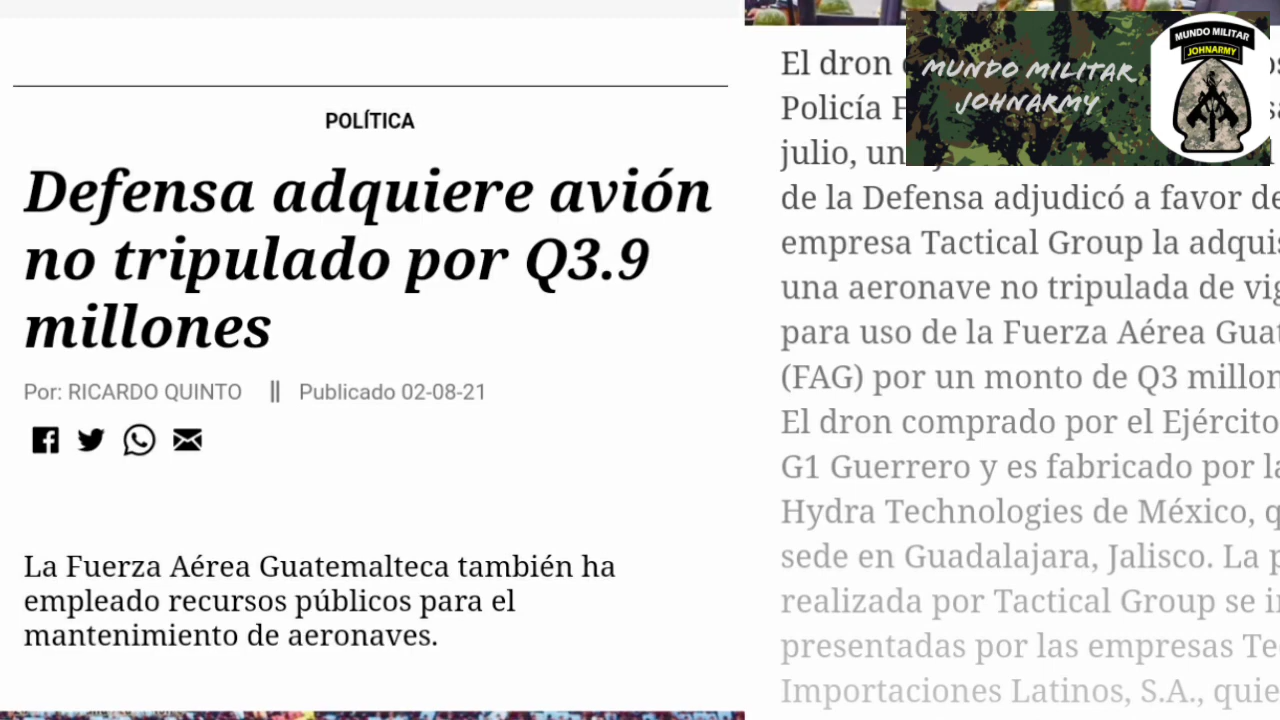 POLÍTICA
Defensa adquiere avión
no tripulado por Q3.9
millones
Por: RICARDO QUINTO || Publicado 02-08-21
La Fuerza Aérea Guatemalteca también ha
empleado recursos públicos para el
mantenimiento de aeronaves.
El dron
Policía
julio, un
de la Defensa adjudicó a favor de
empresa Tactical Group la
una aeronave no tripulada de
para uso de la Fuerza Aérea
(FAG) por un monto de Q3
El dron comprado por el Ejército
G1 Guerrero y es fabricado por
Hydra Technologies de México,
sede en Guadalajara, Jalisco. La
realizada por Tactical Group se
presentadas por las empresas
Importaciones Latinos, S.A.,
MUNDO MILITAR
JOHNARMY
MUNDO MILITAR
JOHNARMY